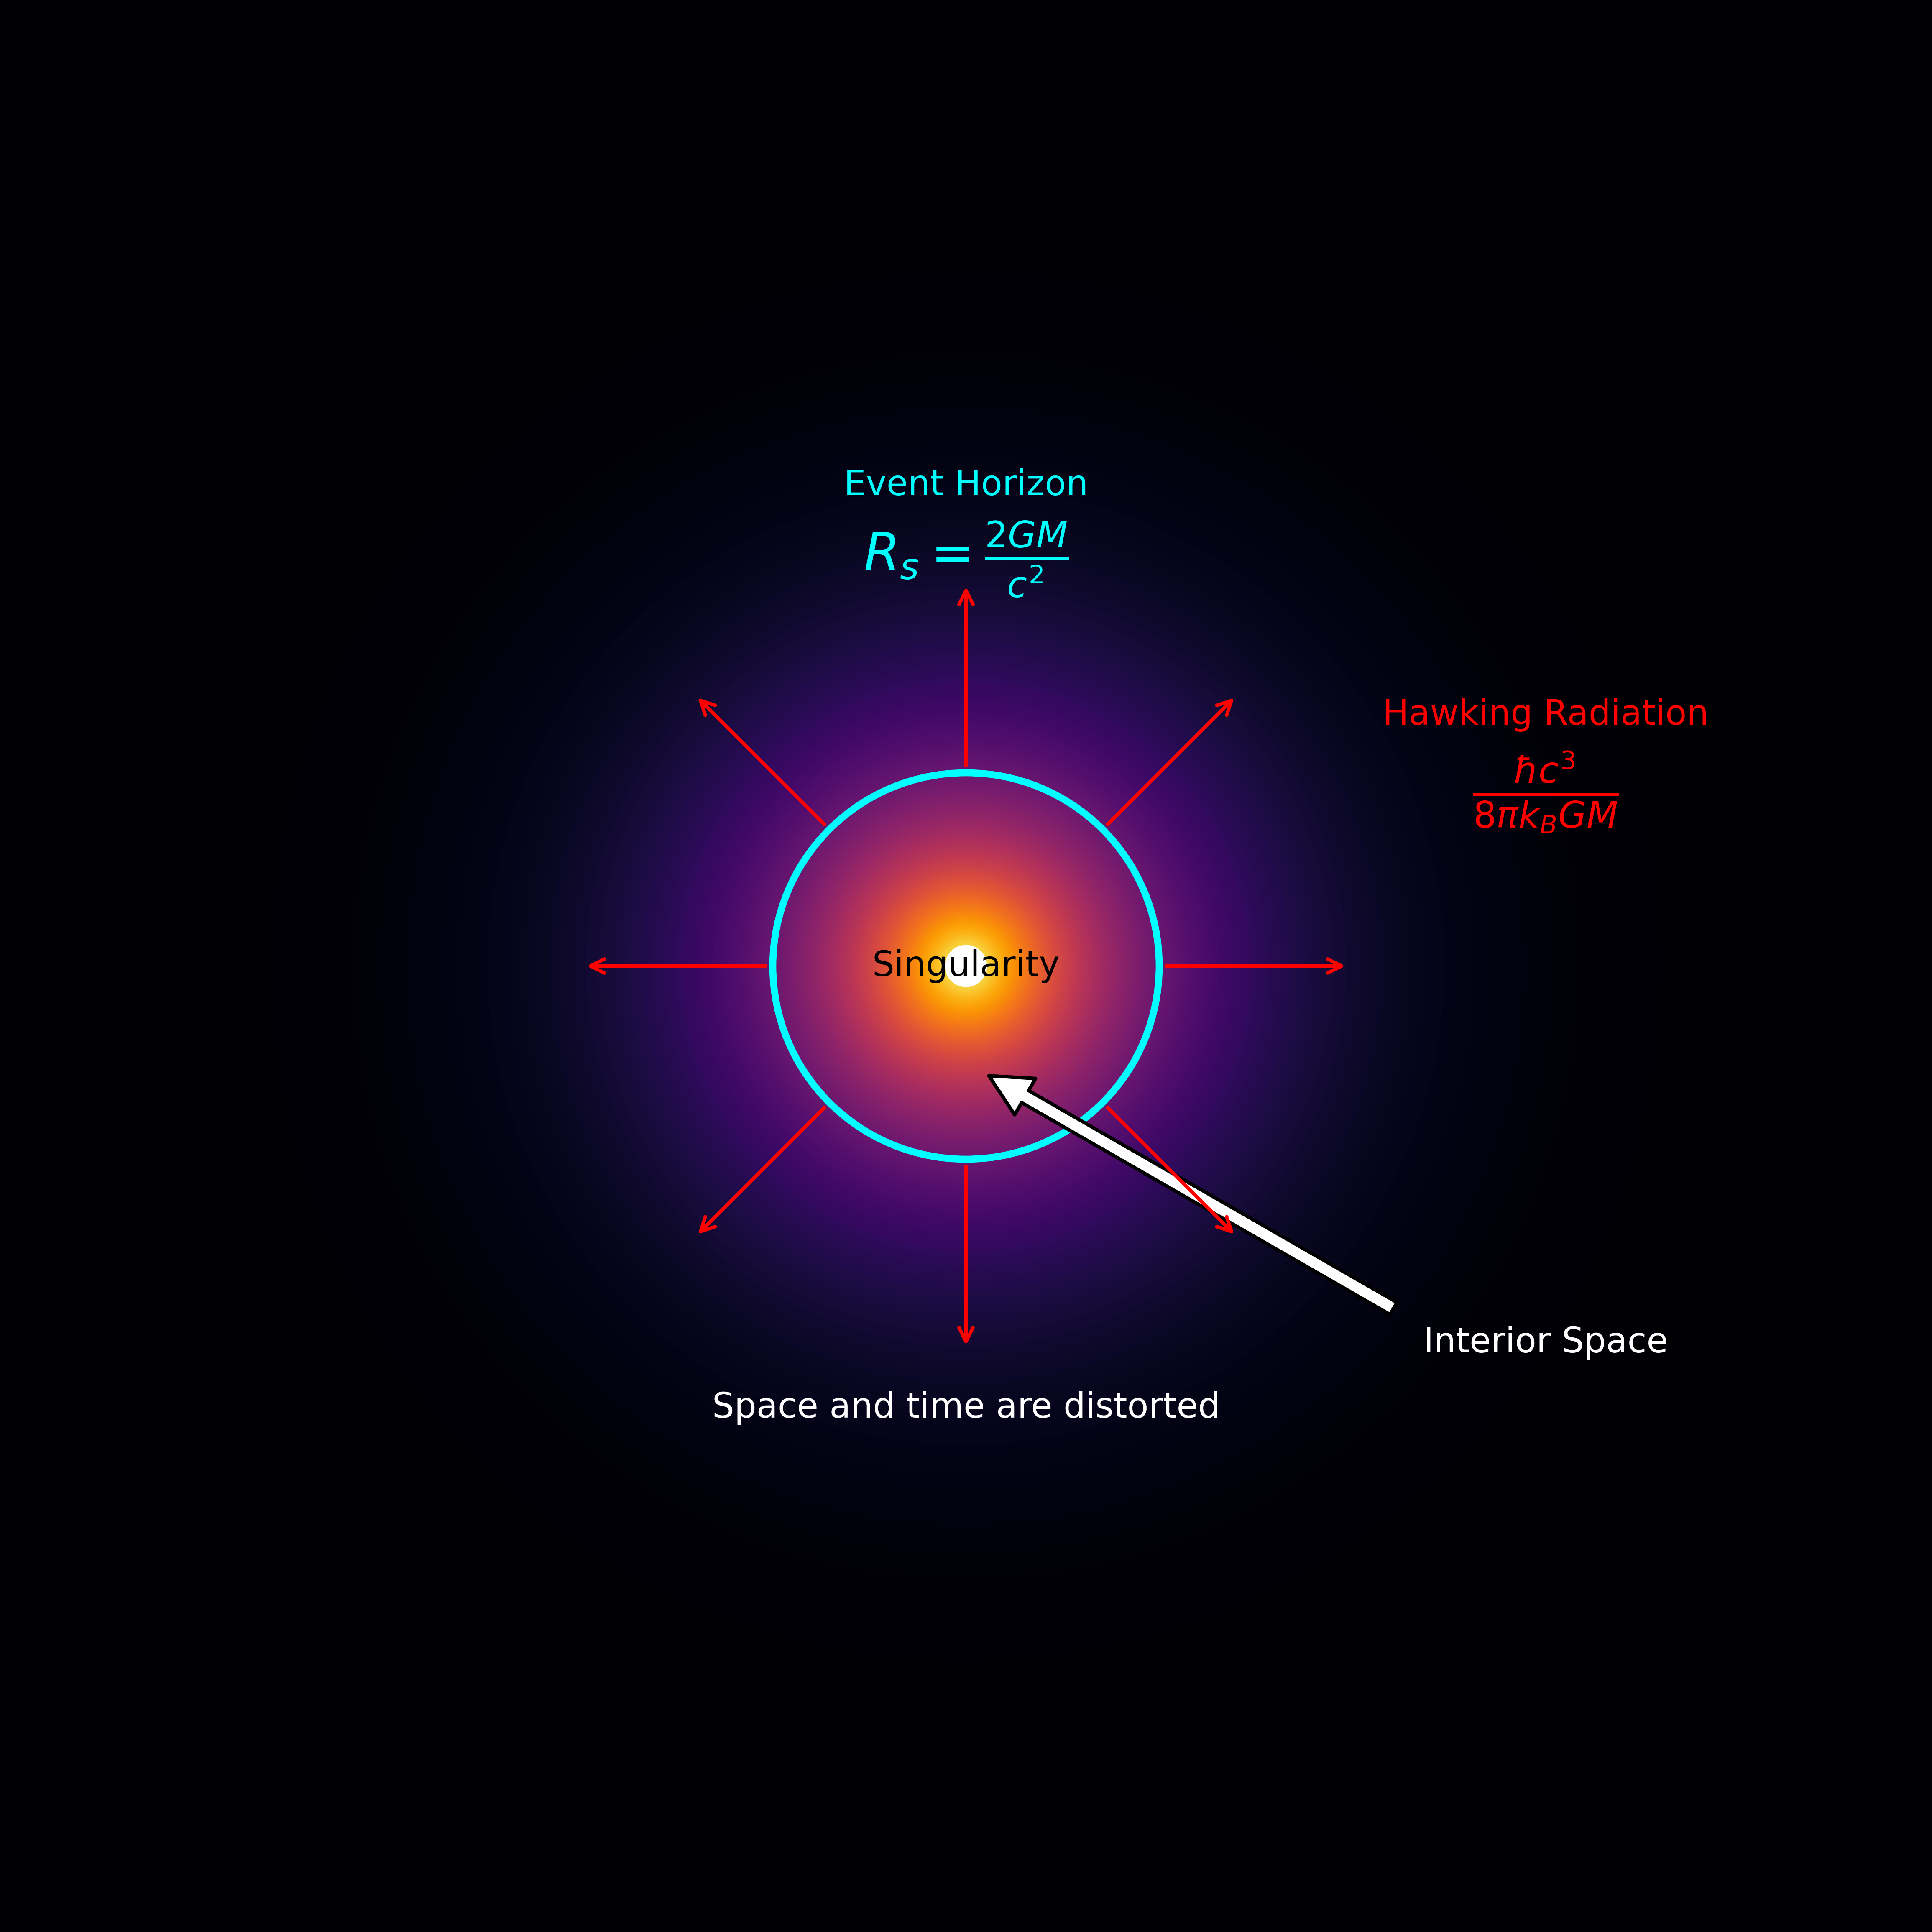 Event Horizon
R_s = \frac{2GM}{c^2}
Hawking Radiation
\frac{\hbar c^3}{8\pi k_B GM}
Singularity
Interior Space
Space and time are distorted